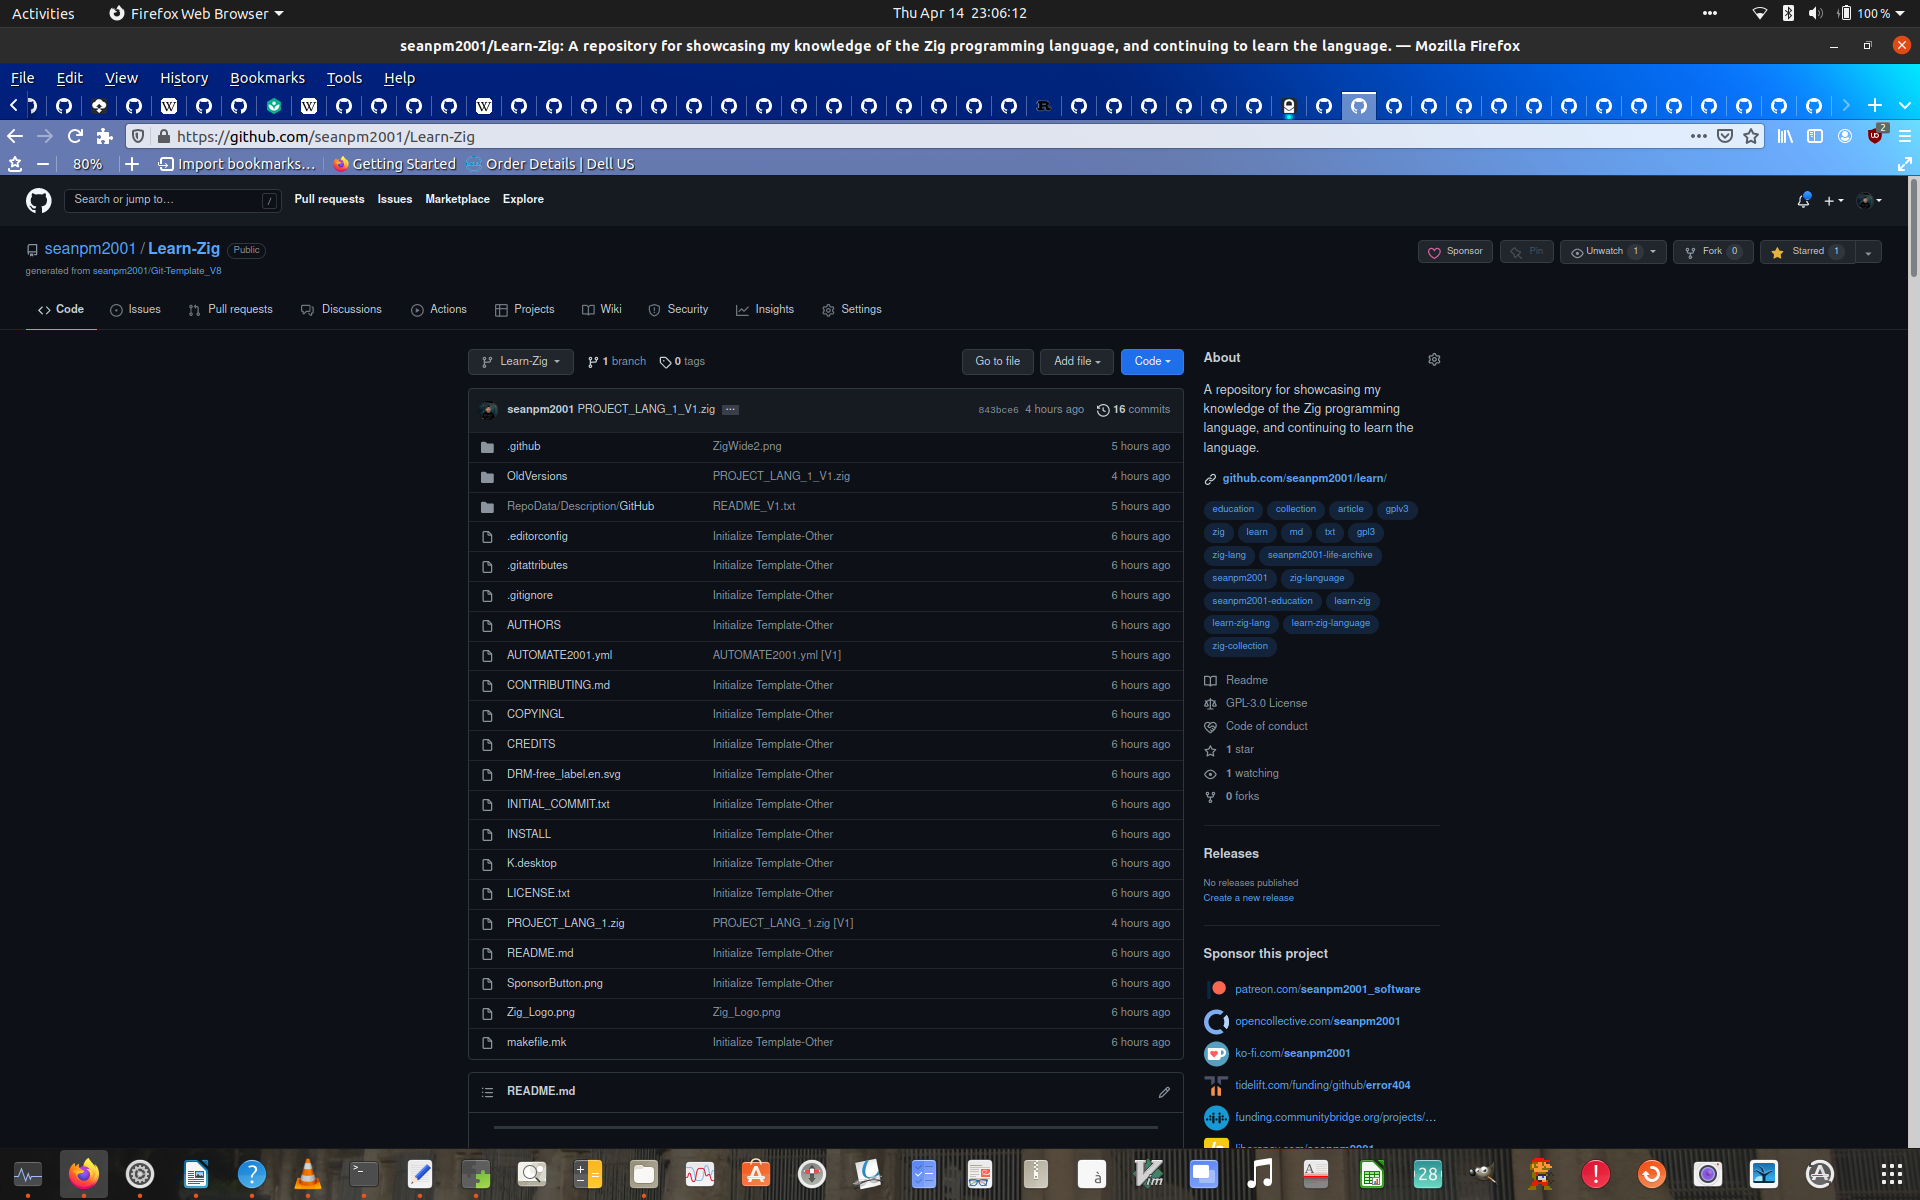 Activities Firefox Web Browser Thu Apr 14 23:06:12 100 %
seanpm2001/Learn-Zig: A repository for showcasing my knowledge of the Zig programming language, and continuing to learn the language. — Mozilla Firefox
File Edit View History Bookmarks Tools Help
https://github.com/seanpm2001/Learn-Zig 2
80% Import bookmarks... Getting Started Order Details | Dell US
Search or jump to... / Pull requests Issues Marketplace Explore
seanpm2001 / Learn-Zig Public Sponsor Pin Unwatch 1 Fork 0 Starred 1
generated from seanpm2001/Git-Template_V8
Code Issues Pull requests Discussions Actions Projects Wiki Security Insights Settings
Learn-Zig 1 branch 0 tags Go to file Add file Code
seanpm2001 PROJECT_LANG_1_V1.zig ... 843bce6 4 hours ago 16 commits
.github ZigWide2.png 5 hours ago
OldVersions PROJECT_LANG_1_V1.zig 4 hours ago
RepoData/Description/GitHub README_V1.txt 5 hours ago
.editorconfig Initialize Template-Other 6 hours ago
.gitattributes Initialize Template-Other 6 hours ago
.gitignore Initialize Template-Other 6 hours ago
AUTHORS Initialize Template-Other 6 hours ago
AUTOMATE2001.yml AUTOMATE2001.yml [V1] 5 hours ago
CONTRIBUTING.md Initialize Template-Other 6 hours ago
COPYINGL Initialize Template-Other 6 hours ago
CREDITS Initialize Template-Other 6 hours ago
DRM-free_label.en.svg Initialize Template-Other 6 hours ago
INITIAL_COMMIT.txt Initialize Template-Other 6 hours ago
INSTALL Initialize Template-Other 6 hours ago
K.desktop Initialize Template-Other 6 hours ago
LICENSE.txt Initialize Template-Other 6 hours ago
PROJECT_LANG_1.zig PROJECT_LANG_1.zig [V1] 4 hours ago
README.md Initialize Template-Other 6 hours ago
SponsorButton.png Initialize Template-Other 6 hours ago
Zig_Logo.png Zig_Logo.png 6 hours ago
makefile.mk Initialize Template-Other 6 hours ago
README.md
About
A repository for showcasing my
knowledge of the Zig programming
language, and continuing to learn the
language.
github.com/seanpm2001/learn/
education collection article gplv3
zig learn md txt gpl3
zig-lang seanpm2001-life-archive
seanpm2001 zig-language
seanpm2001-education learn-zig
learn-zig-lang learn-zig-language
zig-collection
Readme
GPL-3.0 License
Code of conduct
1 star
1 watching
0 forks
Releases
No releases published
Create a new release
Sponsor this project
patreon.com/seanpm2001_software
opencollective.com/seanpm2001
ko-fi.com/seanpm2001
tidelift.com/funding/github/error404
funding.communitybridge.org/projects/...
28